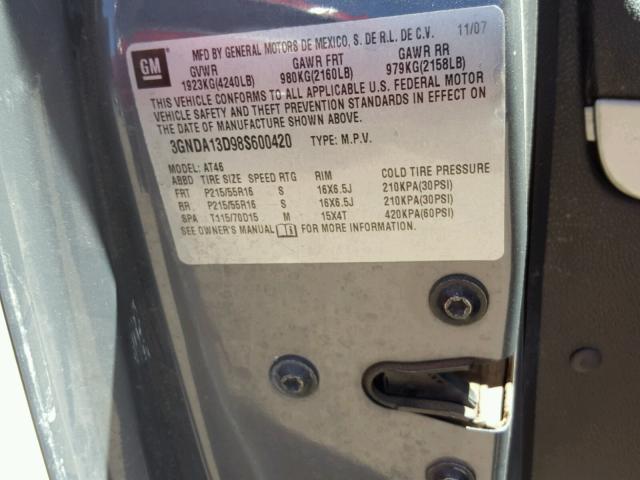 GM
MFD BY GENERAL MOTORS DE MEXICO, S. DE R.L. DE C.V. 11/07
GVWR GAWR FRT GAWR RR
1923KG(4240LB) 980KG(2160LB) 979KG(2158LB)
THIS VEHICLE CONFORMS TO ALL APPLICABLE U.S. FEDERAL MOTOR
VEHICLE SAFETY AND THEFT PREVENTION STANDARDS IN EFFECT ON
THE DATE OF MANUFACTURE SHOWN ABOVE.
3GNDA13D98S600420 TYPE: M.P.V.
MODEL: AT46
ABBD TIRE SIZE SPEED RTG RIM COLD TIRE PRESSURE
FRT P215/55R16 S 16X6.5J 210KPA(30PSI)
RR P215/55R16 S 16X6.5J 210KPA(30PSI)
SPA T115/70D15 M 15X4T 420KPA(60PSI)
SEE OWNER'S MANUAL FOR MORE INFORMATION.